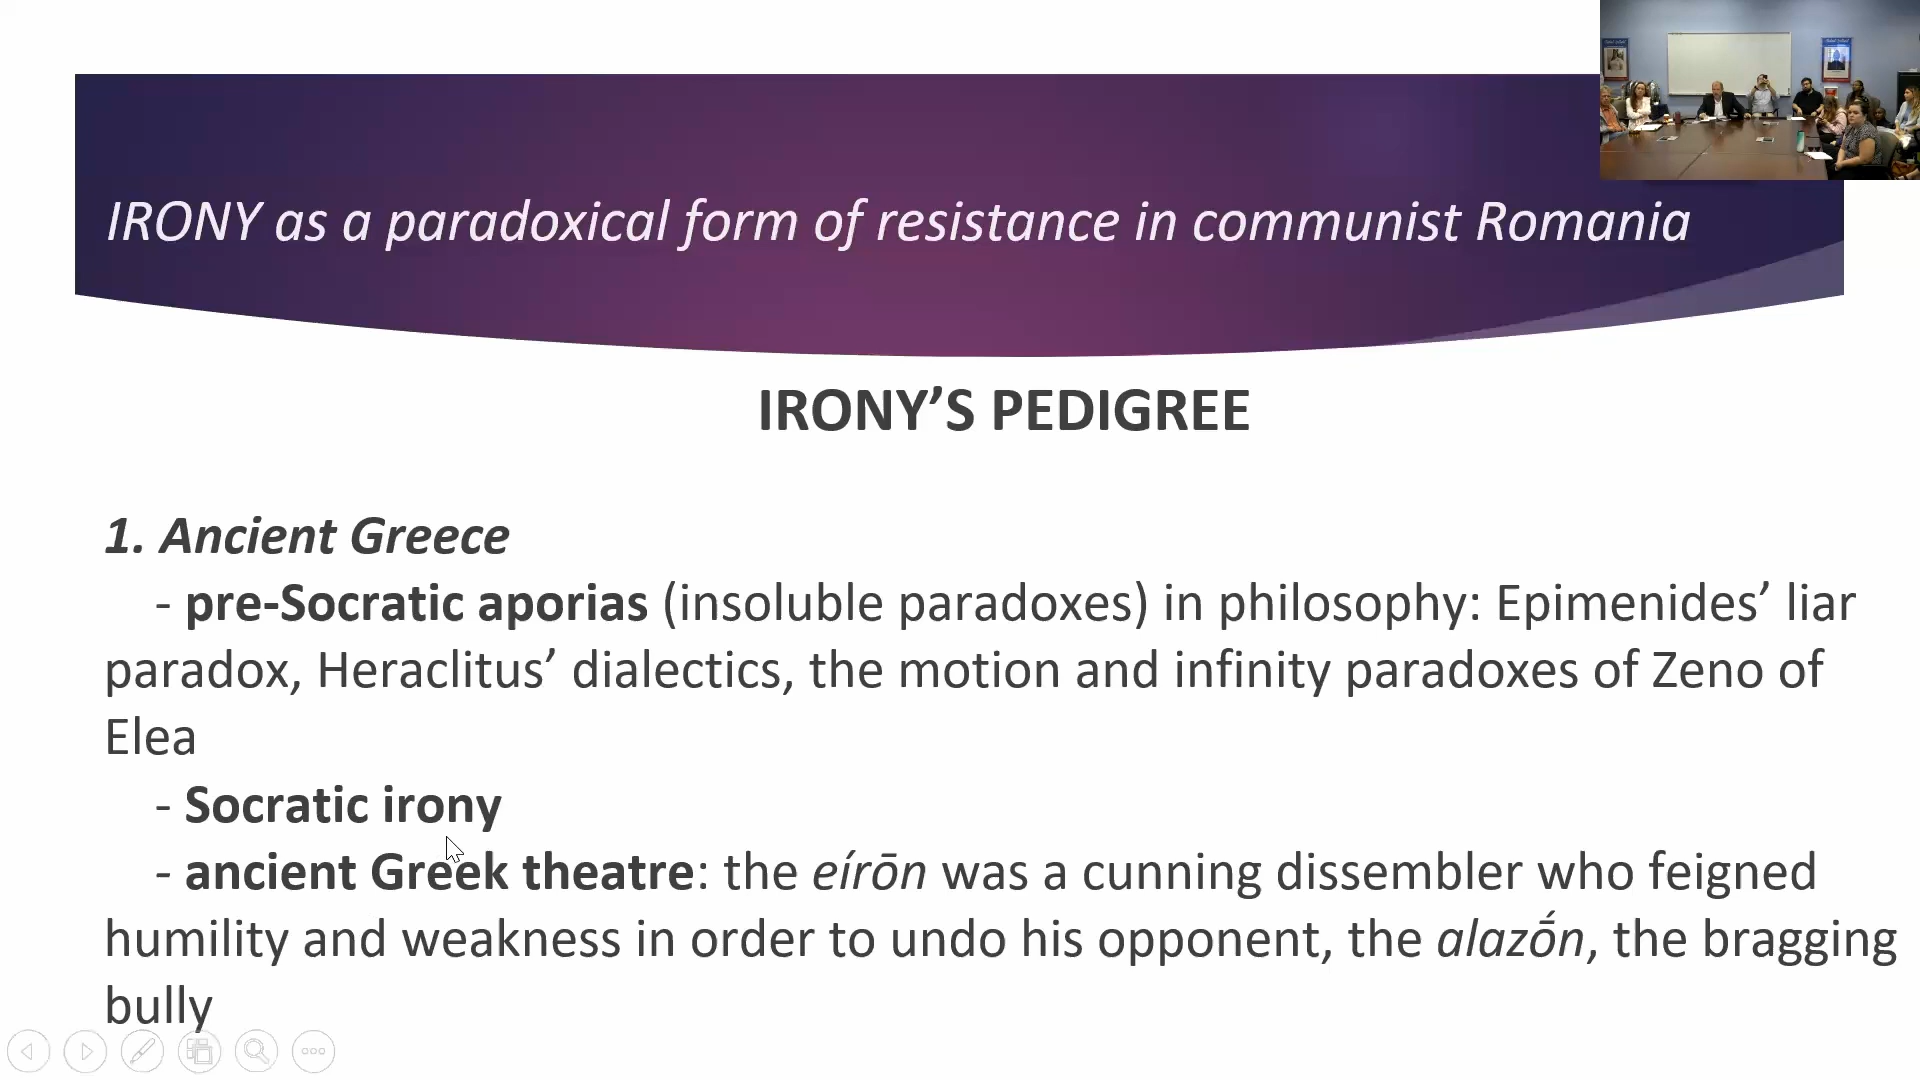 IRONY as a paradoxical form of resistance in communist Romania
IRONY’S PEDIGREE
1. Ancient Greece
- pre-Socratic aporias (insoluble paradoxes) in philosophy: Epimenides’ liar
paradox, Heraclitus’ dialectics, the motion and infinity paradoxes of Zeno of
Elea
- Socratic irony
- ancient Greek theatre: the eírōn was a cunning dissembler who feigned
humility and weakness in order to undo his opponent, the alazṓn, the bragging
bully